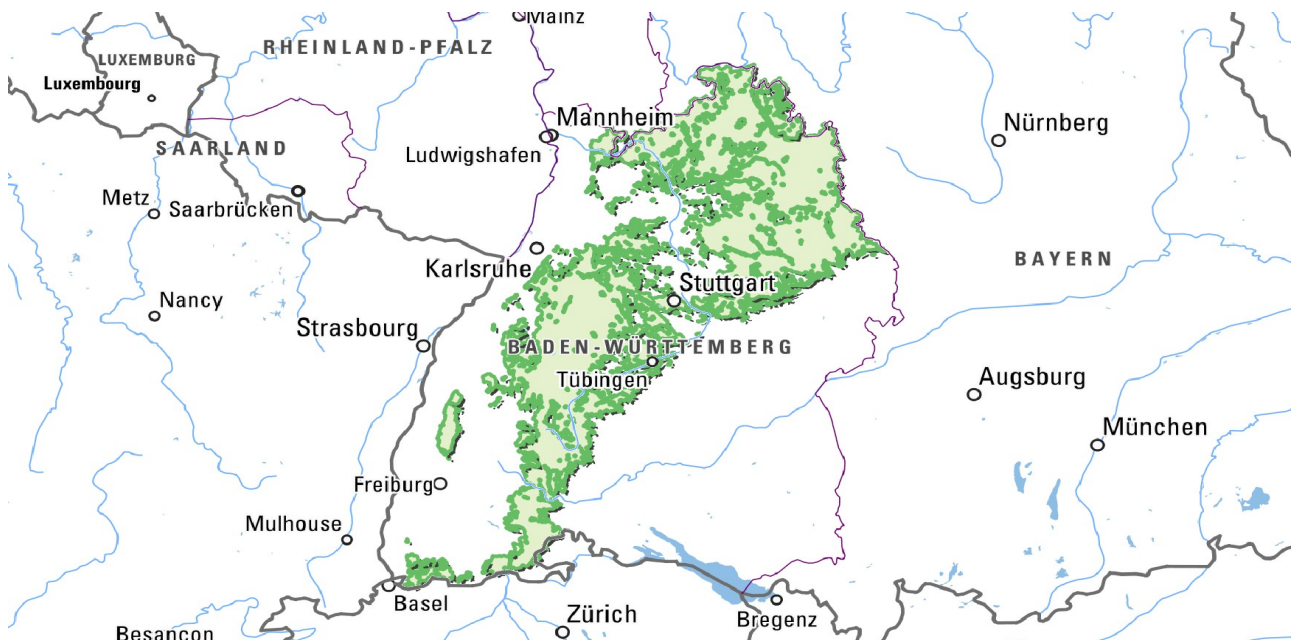 Mainz
RHEINLAND-PFALZ
LUXEMBURG
Luxembourg
Mannheim
Nürnberg
SAARLAND
Ludwigshafen
Metz
Saarbrücken
Karlsruhe
BAYERN
Stuttgart
Nancy
Strasbourg
BADEN-WÜRTTEMBERG
Tübingen
Augsburg
München
Freiburg
Mulhouse
Basel
Zürich
Bregenz
Besançon